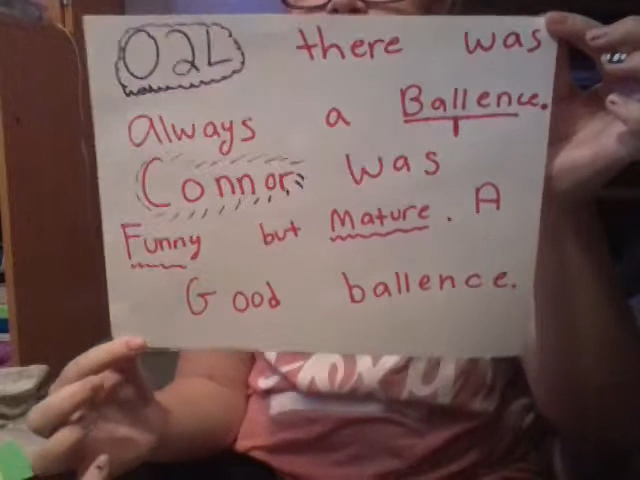 O2L there was
Always a Ballence.
Connor was
Funny but Mature. A
Good ballence.